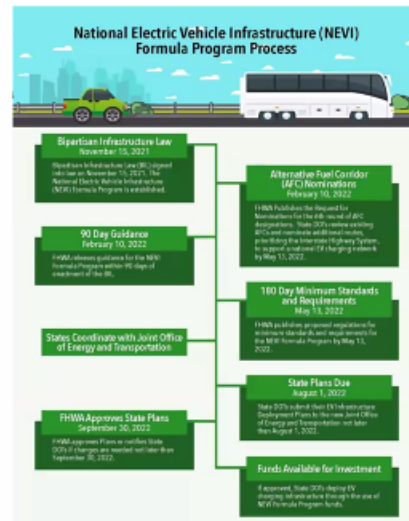 National Electric Vehicle Infrastructure (NEVI)
Formula Program Process
Bipartisan Infrastructure Law
November 15, 2021
Bipartisan Infrastructure Law (BIL) signed
into law on November 15, 2021. The
National Electric Vehicle Infrastructure
(NEVI) Formula Program is established.
Alternative Fuel Corridor
(AFC) Nominations
February 10, 2022
FHWA Publishes the Request for
Nominations for the 6th round of AFC
designations. State DOTs review existing
AFCs and nominate additional routes,
prioritizing the Interstate Highway System,
to support a national EV charging network
by May 13, 2022.
90 Day Guidance
February 10, 2022
FHWA releases guidance for the NEVI
Formula Program within 90 days of
enactment of the BIL.
180 Day Minimum Standards
and Requirements
May 13, 2022
FHWA publishes proposed regulations for
minimum standards and requirements for
the NEVI Formula Program by May 13,
2022.
States Coordinate with Joint Office
of Energy and Transportation
State Plans Due
August 1, 2022
State DOTs submit their EV Infrastructure
Deployment Plans to the new Joint Office
of Energy and Transportation not later
than August 1, 2022.
FHWA Approves State Plans
September 30, 2022
FHWA approves Plans or notifies State
DOTs if changes are needed not later than
September 30, 2022.
Funds Available for Investment
If approved, State DOTs deploy EV
charging infrastructure through the use of
NEVI Formula Program funds.